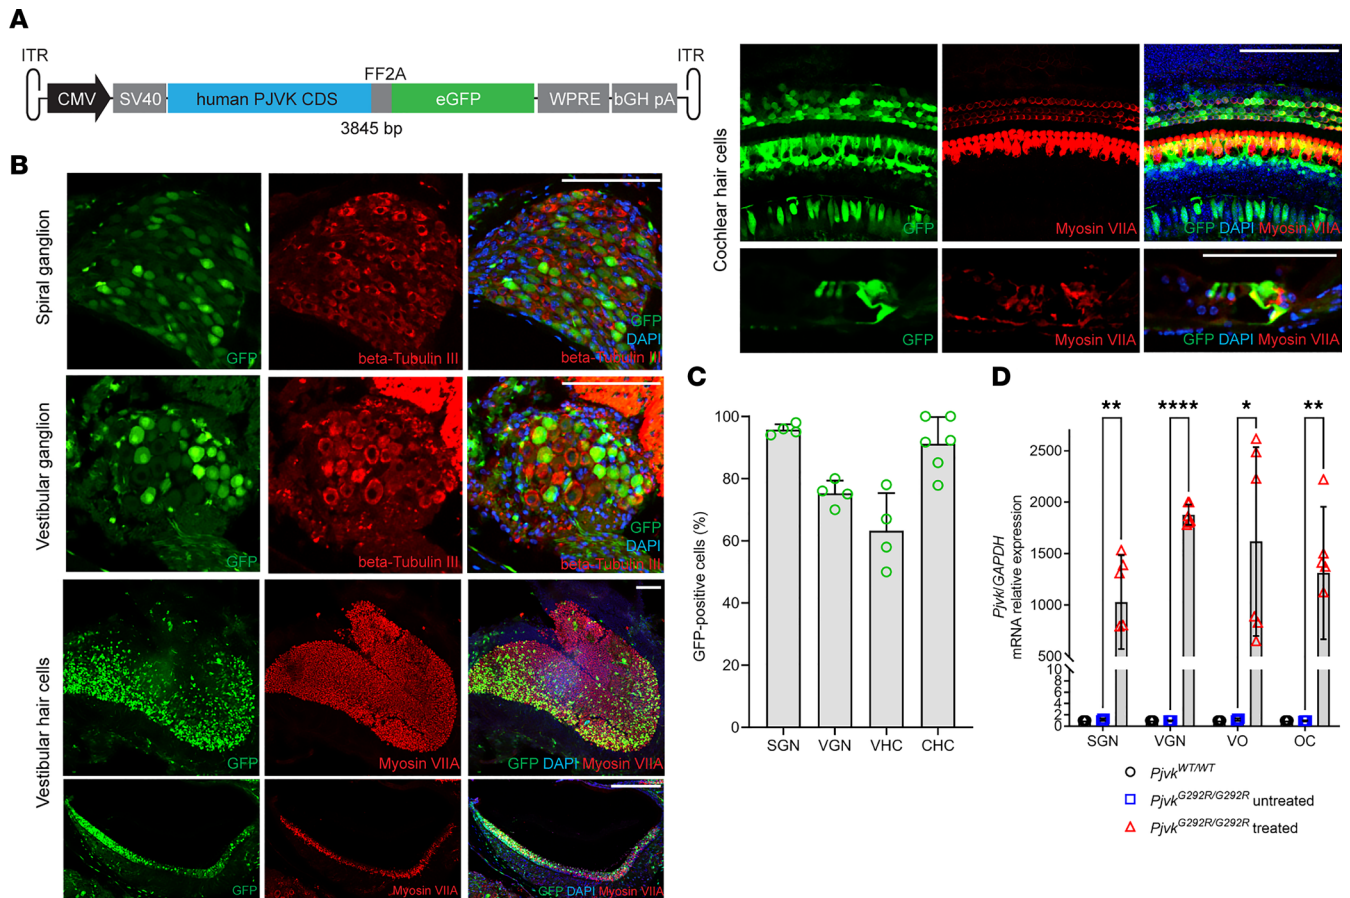 A
ITR
ITR
FF2A
CMV
SV40
human PJVK CDS
eGFP
WPRE
bGH pA
3845 bp
B
Spiral ganglion
GFP
beta-Tubulin III
GFP
DAPI
beta-Tubulin III
Vestibular ganglion
GFP
beta-Tubulin III
GFP
DAPI
beta-Tubulin III
Vestibular hair cells
GFP
Myosin VIIA
GFP DAPI Myosin VIIA
GFP
Myosin VIIA
GFP DAPI Myosin VIIA
Cochlear hair cells
GFP
Myosin VIIA
GFP DAPI Myosin VIIA
GFP
Myosin VIIA
GFP DAPI Myosin VIIA
C
GFP-positive cells (%)
100
80
60
40
20
0
SGN VGN VHC CHC
D
Pjvk/GAPDH
mRNA relative expression
** **** * **
2500
2000
1500
1000
500
10
8
6
4
2
0
SGN VGN VO OC
Pjvk^WT/WT
Pjvk^G292R/G292R untreated
Pjvk^G292R/G292R treated